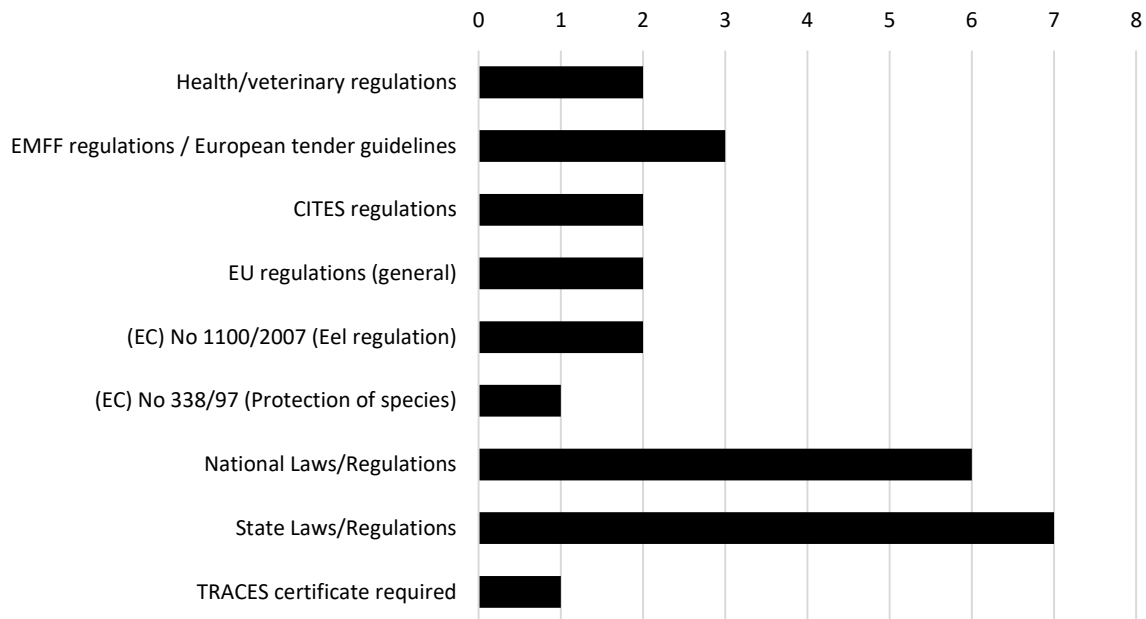 0 1 2 3 4 5 6 7 8
Health/veterinary regulations
EMFF regulations / European tender guidelines
CITES regulations
EU regulations (general)
(EC) No 1100/2007 (Eel regulation)
(EC) No 338/97 (Protection of species)
National Laws/Regulations
State Laws/Regulations
TRACES certificate required